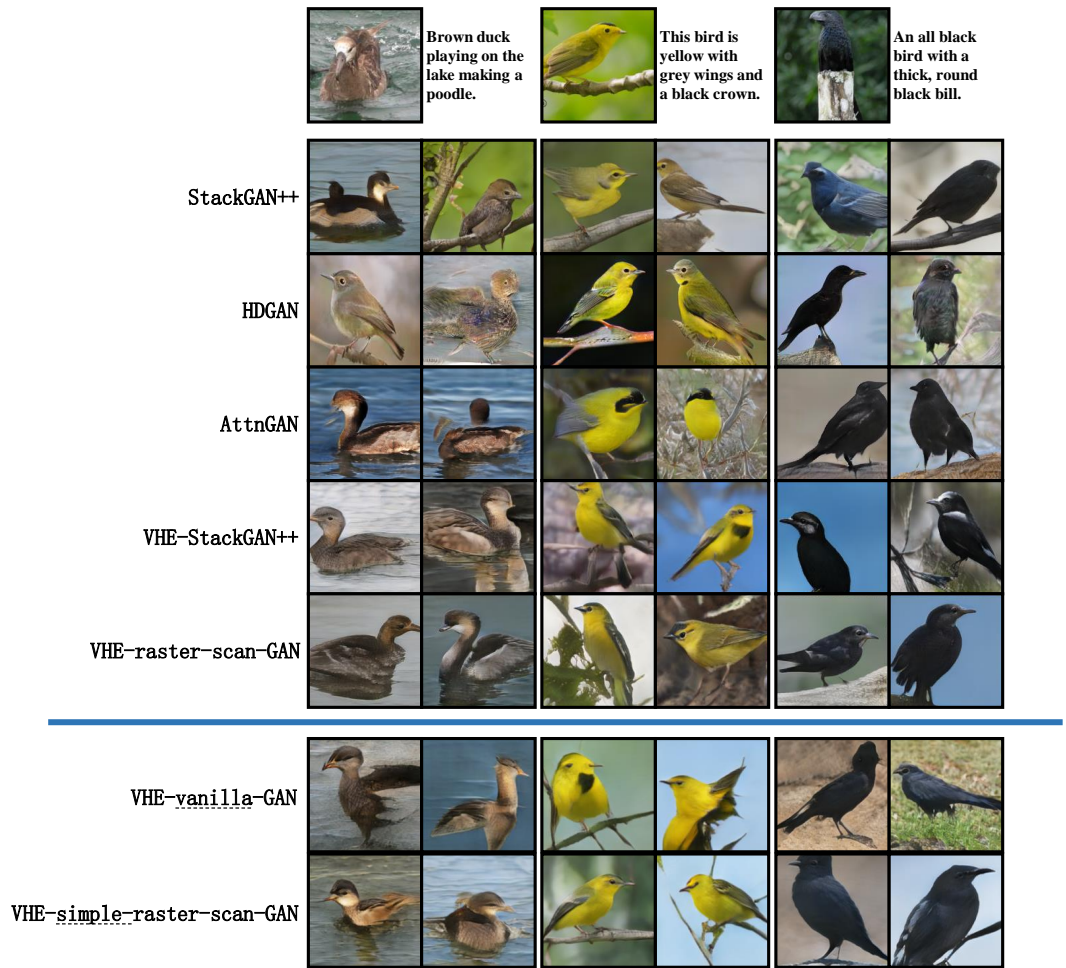 Brown duck
playing on the
lake making a
poodle.
This bird is
yellow with
grey wings and
a black crown.
An all black
bird with a
thick, round
black bill.
StackGAN++
HDGAN
AttnGAN
VHE-StackGAN++
VHE-raster-scan-GAN
VHE-vanilla-GAN
VHE-simple-raster-scan-GAN